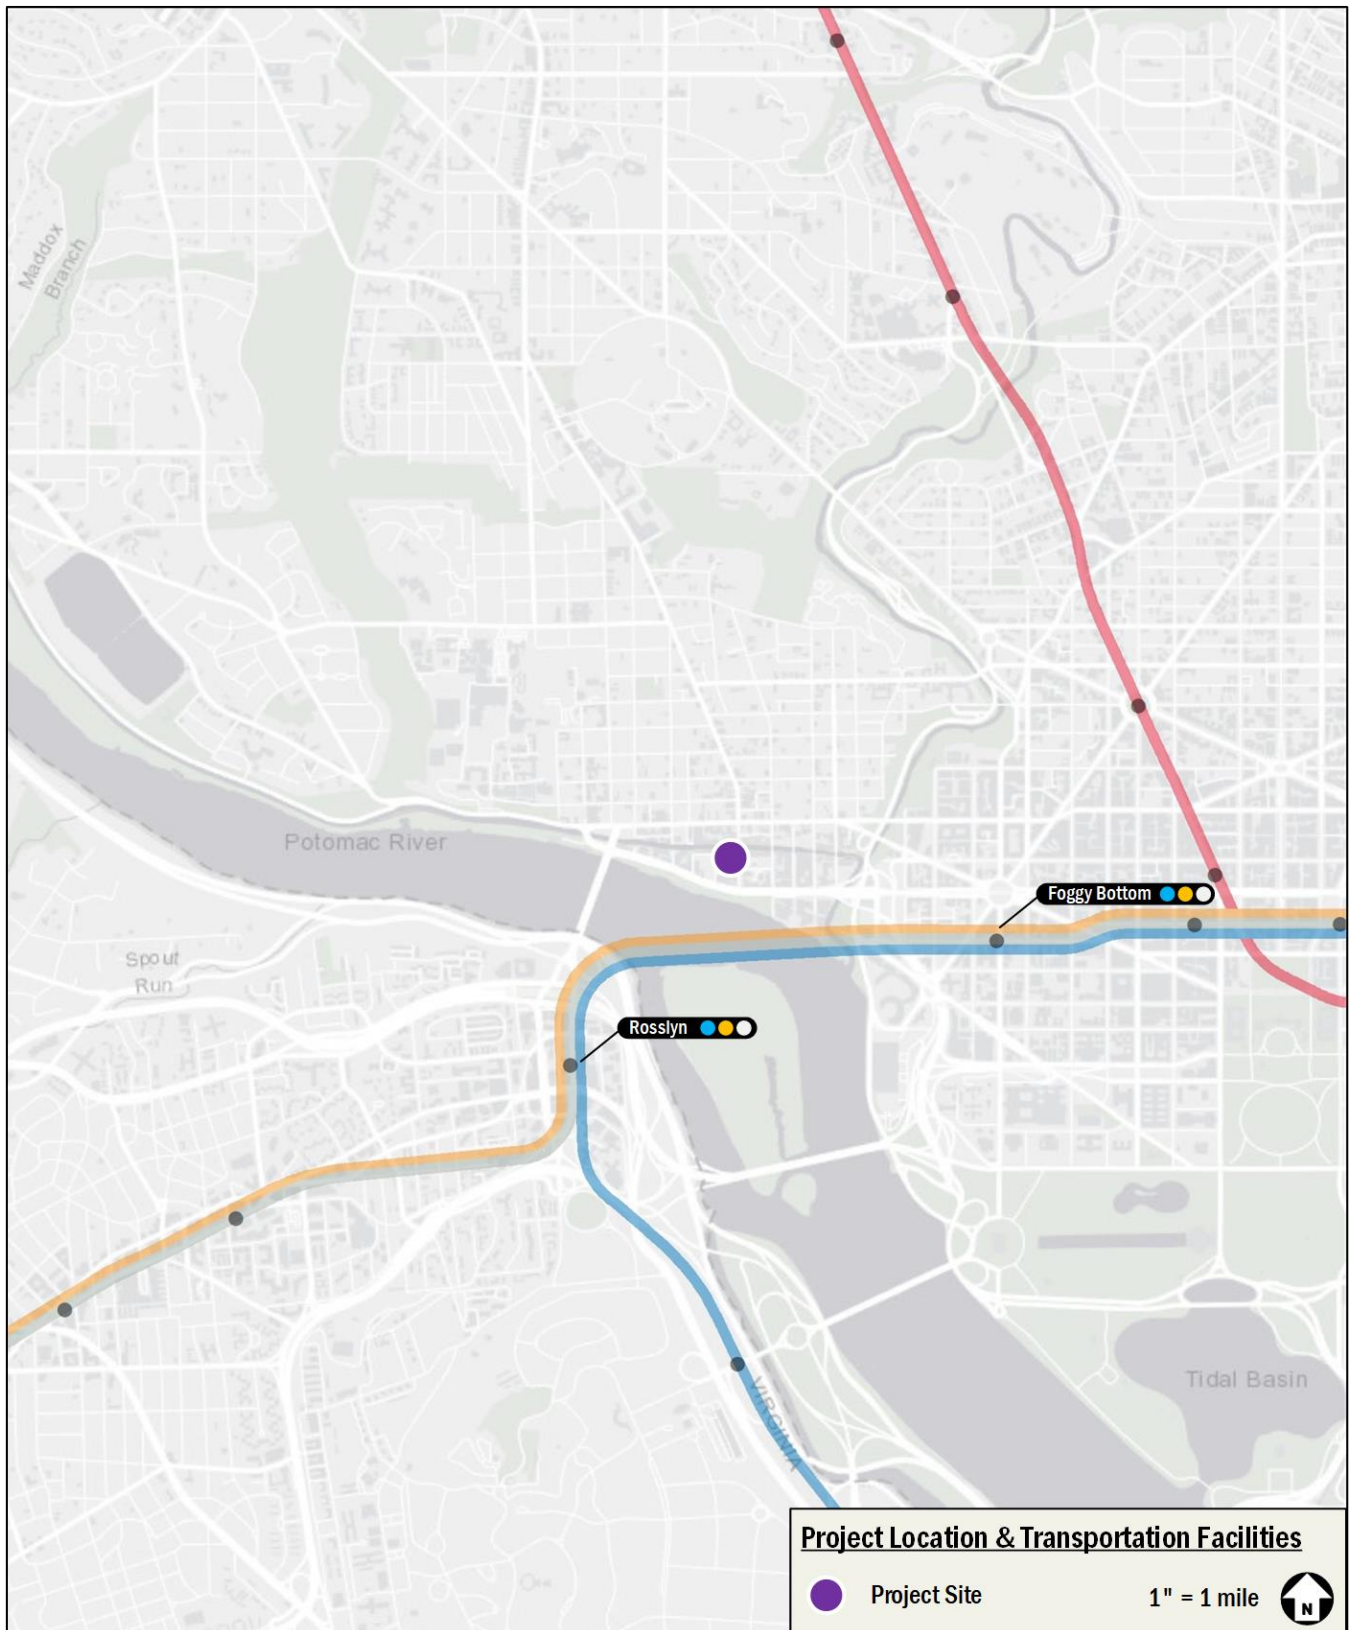 Maddox
Branch
Potomac River
Foggy Bottom
Spout
Run
Rosslyn
Tidal Basin
VIRGINIA
Project Location & Transportation Facilities
Project Site
1" = 1 mile
N